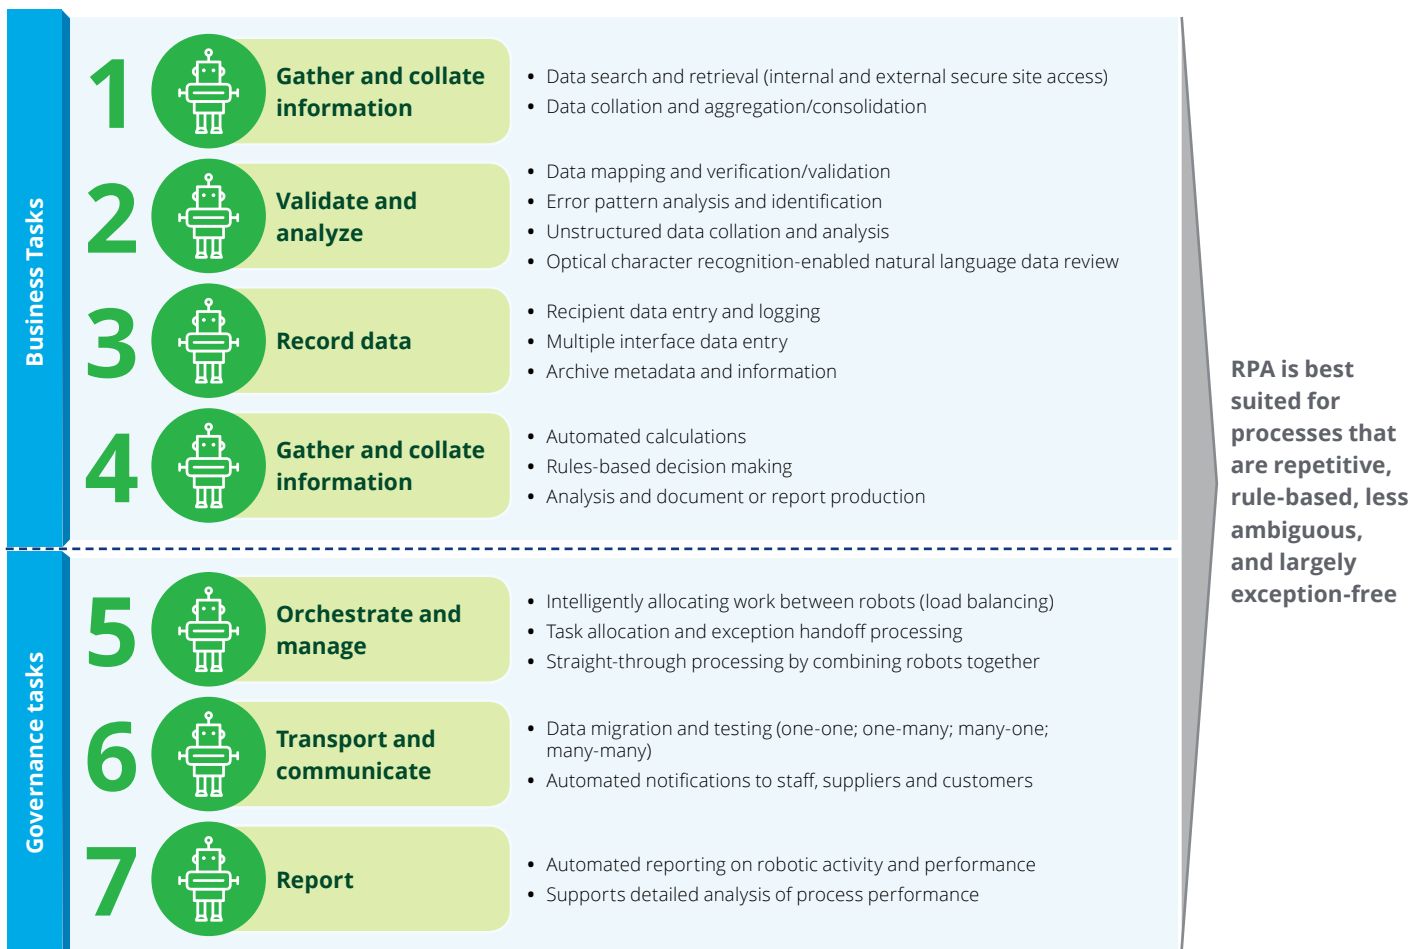 Business Tasks
1
Gather and collate
information
• Data search and retrieval (internal and external secure site access)
• Data collation and aggregation/consolidation
2
Validate and
analyze
• Data mapping and verification/validation
• Error pattern analysis and identification
• Unstructured data collation and analysis
• Optical character recognition-enabled natural language data review
3
Record data
• Recipient data entry and logging
• Multiple interface data entry
• Archive metadata and information
4
Gather and collate
information
• Automated calculations
• Rules-based decision making
• Analysis and document or report production
Governance tasks
5
Orchestrate and
manage
• Intelligently allocating work between robots (load balancing)
• Task allocation and exception handoff processing
• Straight-through processing by combining robots together
6
Transport and
communicate
• Data migration and testing (one-one; one-many; many-one;
many-many)
• Automated notifications to staff, suppliers and customers
7
Report
• Automated reporting on robotic activity and performance
• Supports detailed analysis of process performance
RPA is best
suited for
processes that
are repetitive,
rule-based, less
ambiguous,
and largely
exception-free